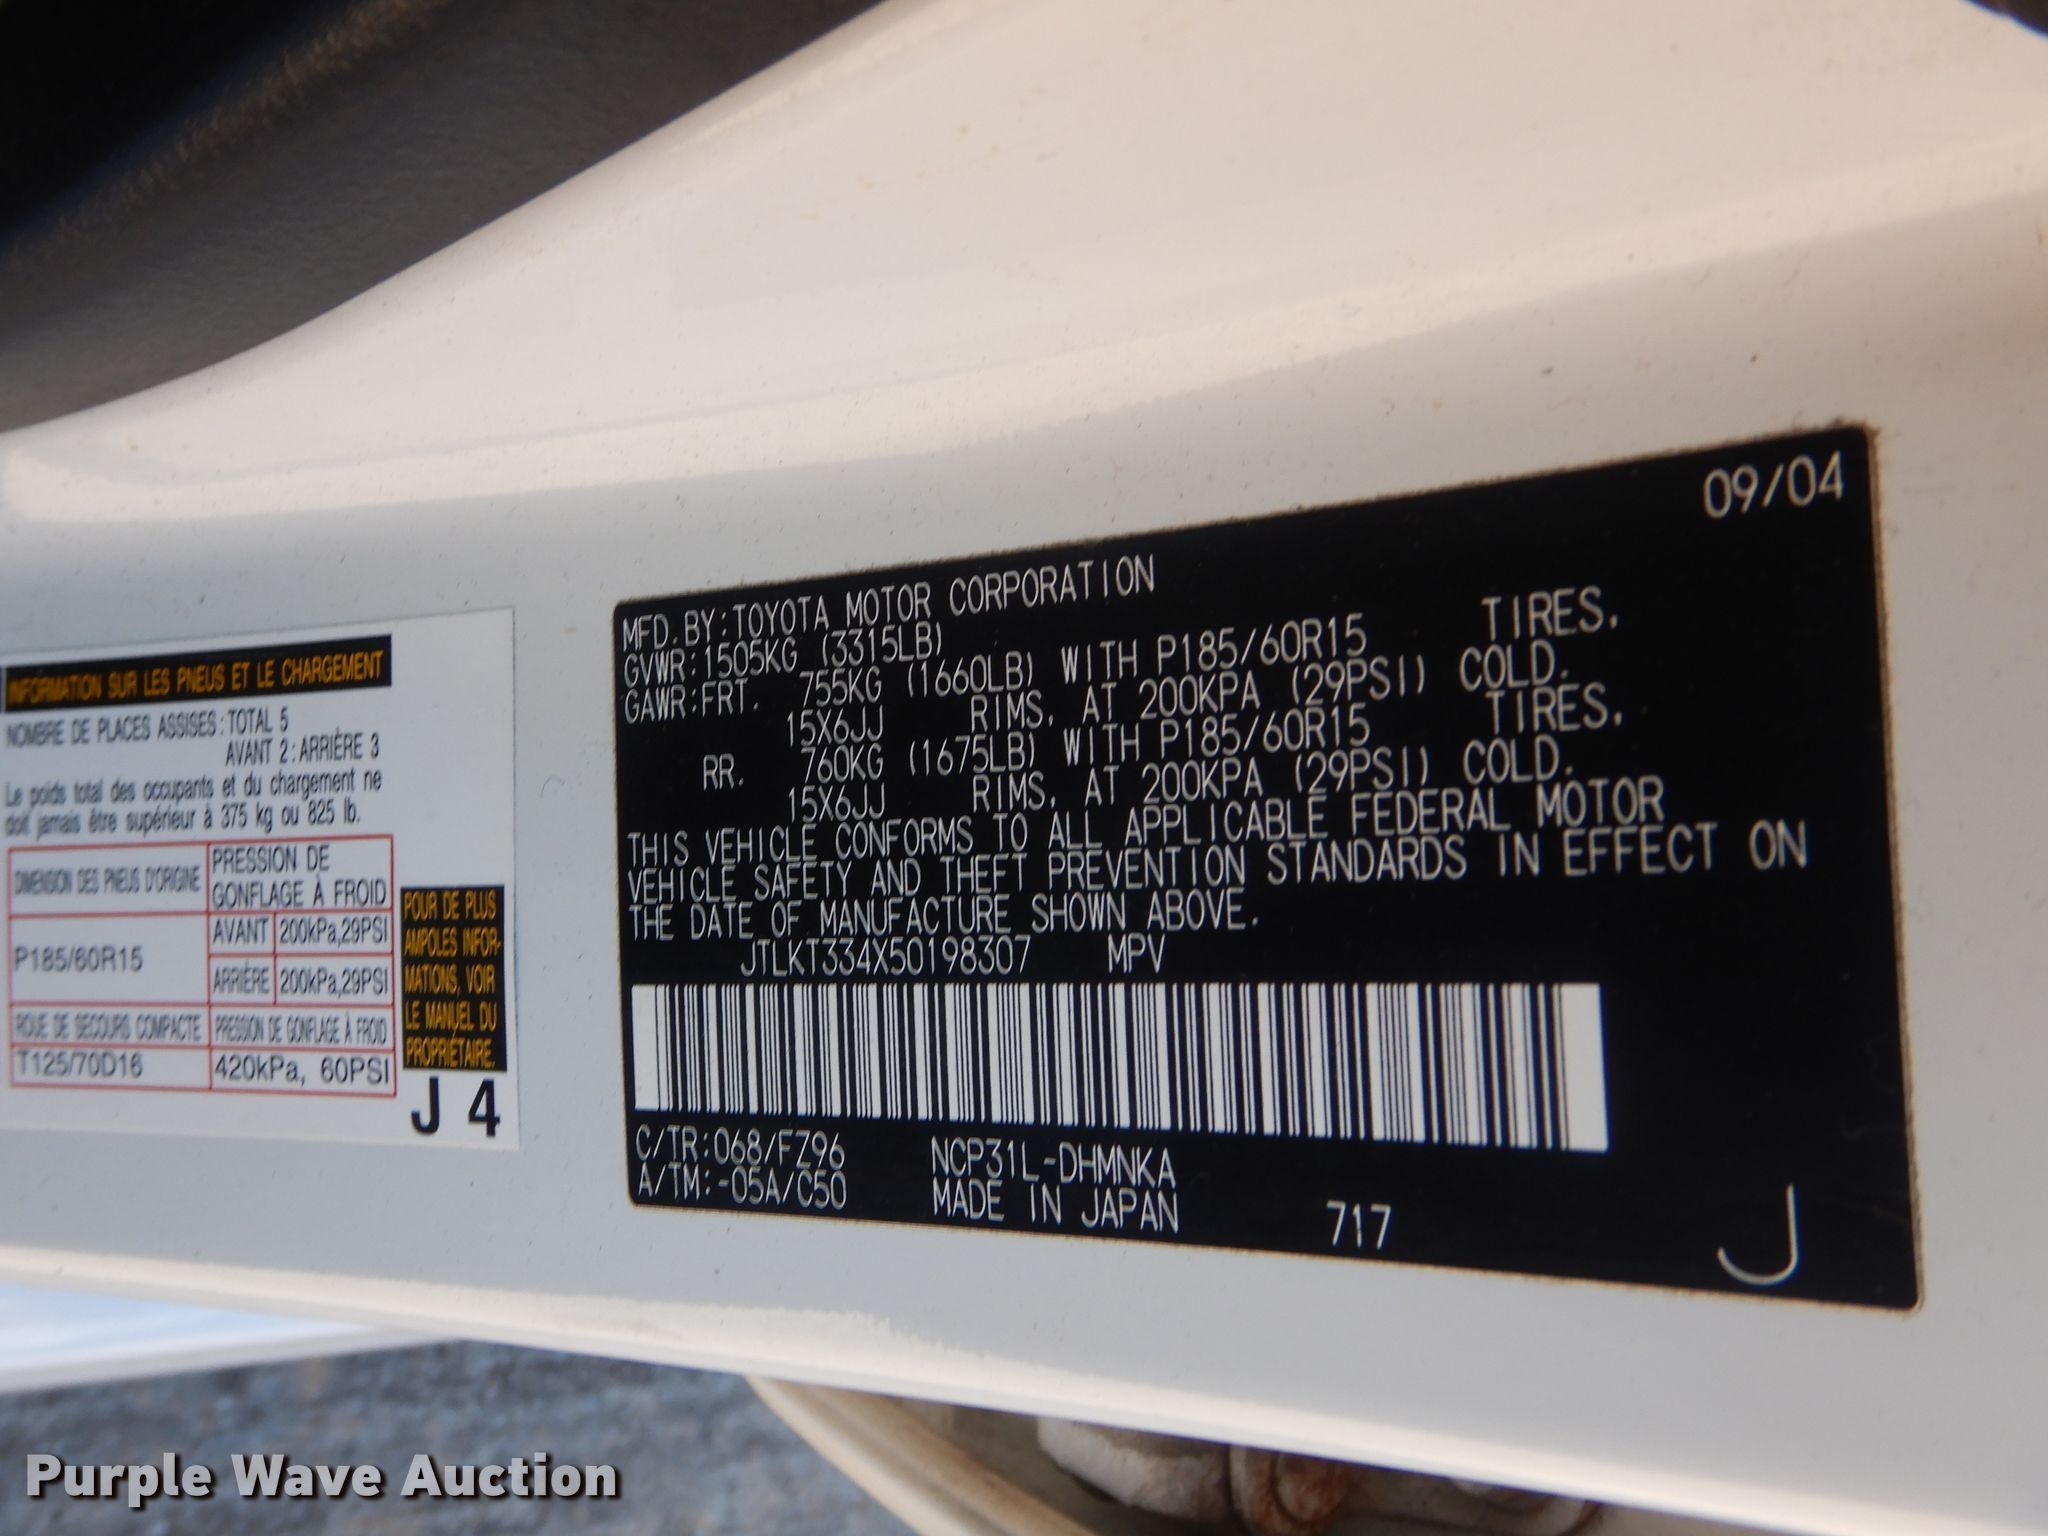 INFORMATION SUR LES PNEUS ET LE CHARGEMENT
NOMBRE DE PLACES ASSISES: TOTAL 5
AVANT 2: ARRIÈRE 3
Le poids total des occupants et du chargement ne
doit jamais être supérieur à 375 kg ou 825 lb.
DIMENSION DES PNEUS D'ORIGINE
PRESSION DE
GONFLAGE À FROID
P185/60R15
AVANT 200kPa,29PSI
ARRIÈRE 200kPa,29PSI
ROUE DE SECOURS COMPACTE PRESSION DE GONFLAGE À FROID
T125/70D16 420kPa, 60PSI
POUR DE PLUS
AMPOLES INFOR-
MATIONS, VOIR
LE MANUEL DU
PROPRIÉTAIRE.
J 4
09/04
MFD.BY:TOYOTA MOTOR CORPORATION
GVWR:1505KG (3315LB)
GAWR:FRT. 755KG (1660LB) WITH P185/60R15 TIRES,
15X6JJ RIMS, AT 200KPA (29PSI) COLD.
RR. 760KG (1675LB) WITH P185/60R15 TIRES,
15X6JJ RIMS, AT 200KPA (29PSI) COLD.
THIS VEHICLE CONFORMS TO ALL APPLICABLE FEDERAL MOTOR
VEHICLE SAFETY AND THEFT PREVENTION STANDARDS IN EFFECT ON
THE DATE OF MANUFACTURE SHOWN ABOVE.
JTLKT334X50198307 MPV
C/TR:068/FZ96 NCP31L-DHMNKA
A/TM:-05A/C50 MADE IN JAPAN 717
J
Purple Wave Auction